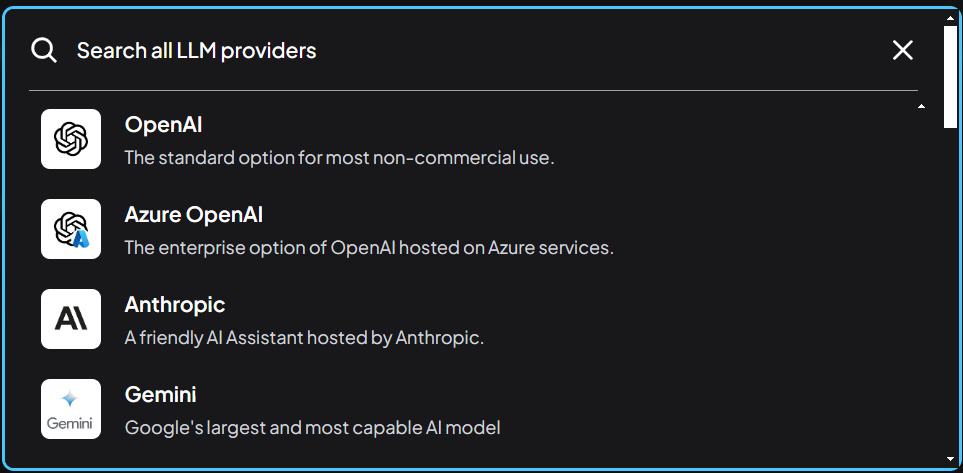 Search all LLM providers
OpenAI
The standard option for most non-commercial use.
Azure OpenAI
The enterprise option of OpenAI hosted on Azure services.
Anthropic
A friendly AI Assistant hosted by Anthropic.
Gemini
Gemini
Google's largest and most capable AI model